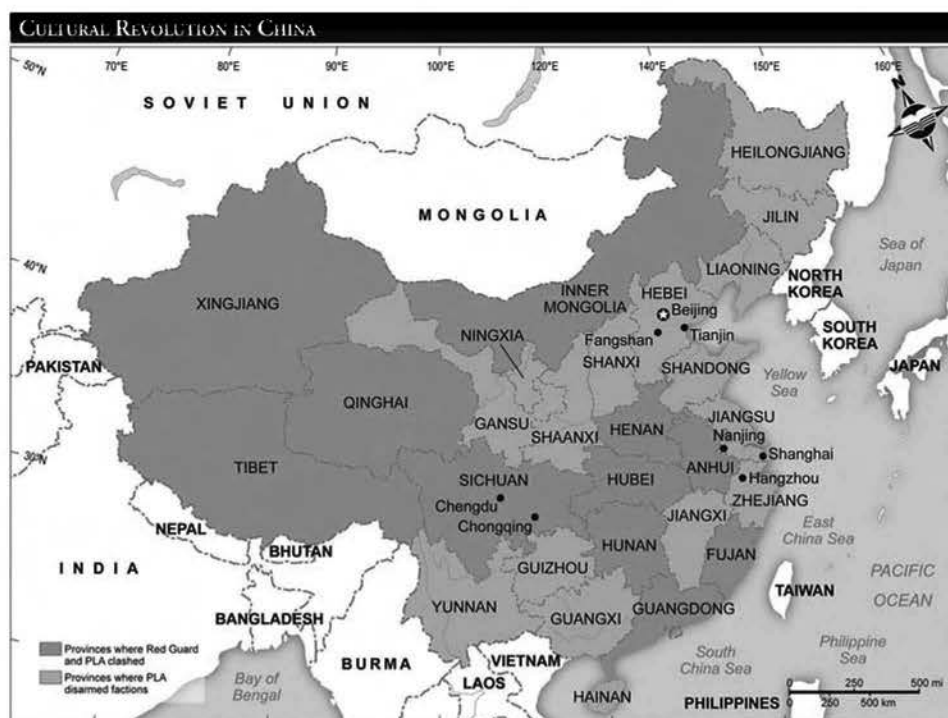 CULTURAL REVOLUTION IN CHINA
70°E 80°E 90°E 100°E 120°E 140°E 150°E 160°E
50°N
50°N
N
SOVIET UNION
HEILONGJIANG
MONGOLIA
JILIN
Sea of
Japan
40°N
40°N
LIAONING
XINGJIANG
INNER
MONGOLIA
HEBEI
Beijing
NORTH
KOREA
NINGXIA
Fangshan
Tianjin
SOUTH
KOREA
PAKISTAN
SHANXI
SHANDONG
Yellow
Sea
JAPAN
QINGHAI
GANSU
SHAANXI
HENAN
JIANGSU
Nanjing
30°N
Shanghai
TIBET
SICHUAN
HUBEI
ANHUI
Hangzhou
Chengdu
Chongqing
ZHEJIANG
JIANGXI
East
China Sea
NEPAL
BHUTAN
HUNAN
FUJAN
INDIA
GUIZHOU
TAIWAN
PACIFIC
OCEAN
BANGLADESH
YUNNAN
GUANGXI
GUANGDONG
Provinces where Red Guard
and PLA clashed
Provinces where PLA
disarmed factions
Bay of
Bengal
BURMA
VIETNAM
LAOS
South
China Sea
Philippine
Sea
HAINAN
PHILIPPINES
0 500 mi
0 250 500 km